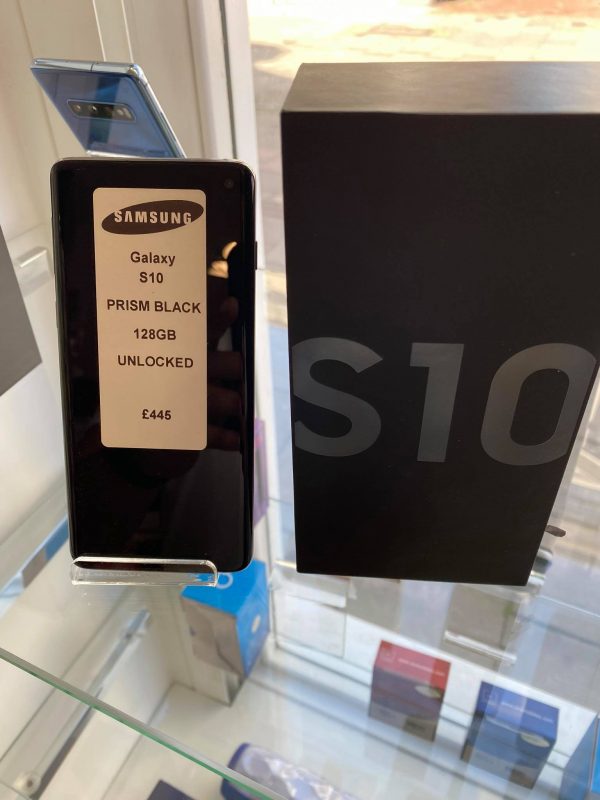 SAMSUNG
Galaxy
S10
PRISM BLACK
128GB
UNLOCKED
£445
S10